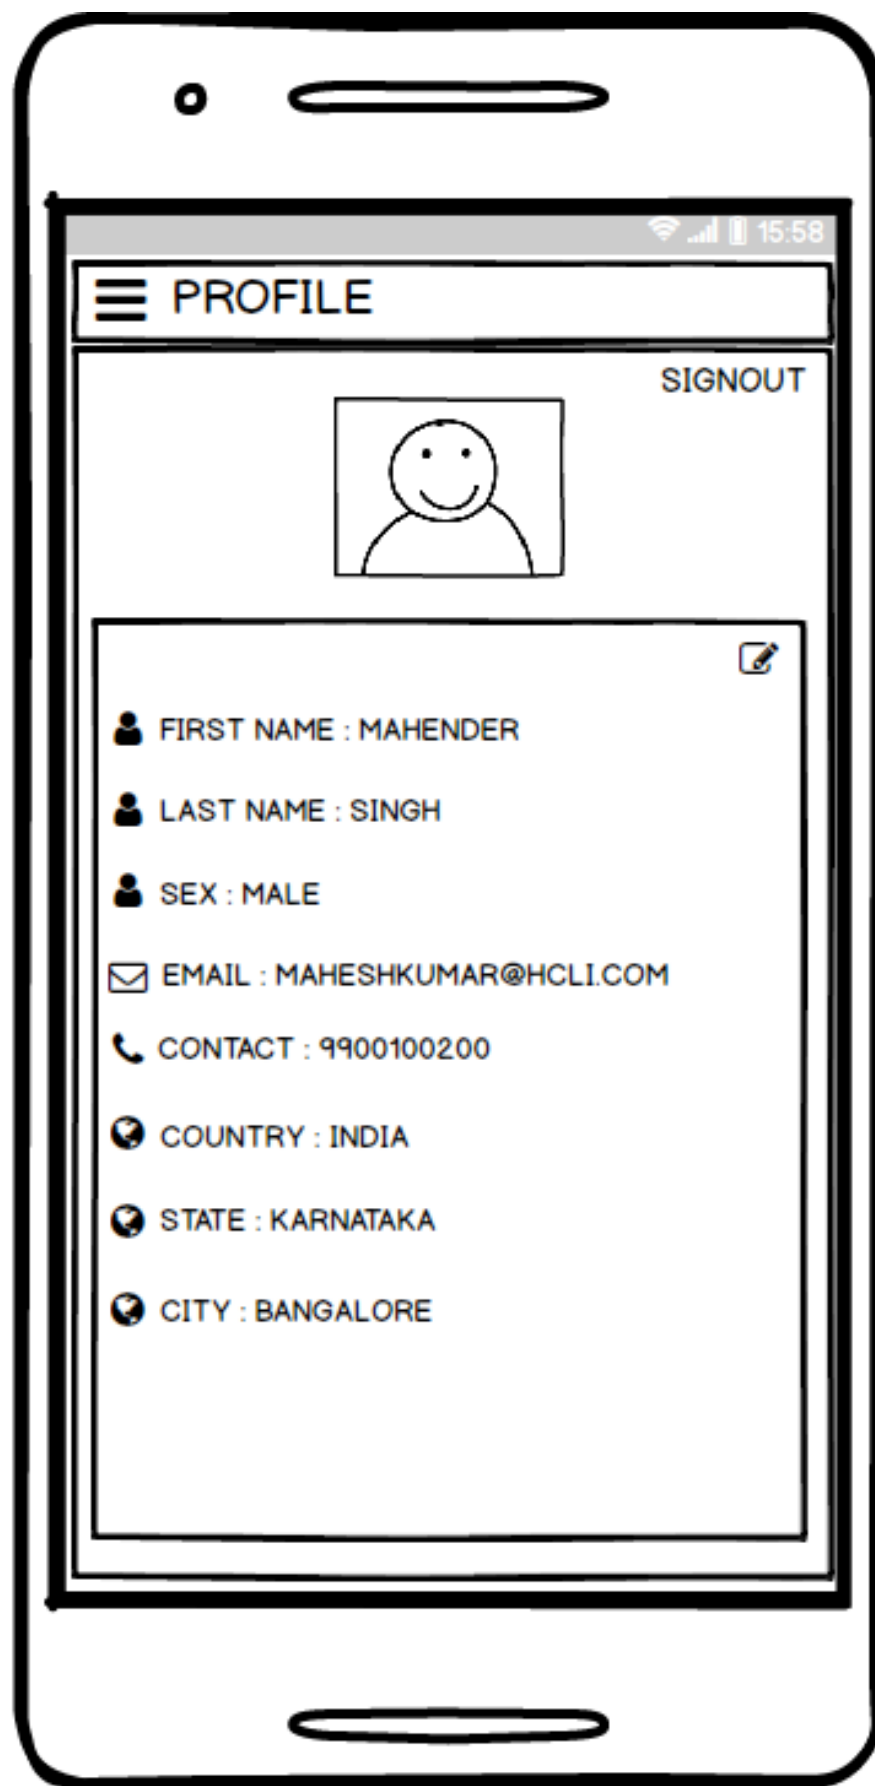 15:58
PROFILE
SIGNOUT
FIRST NAME : MAHENDER
LAST NAME : SINGH
SEX : MALE
EMAIL : MAHESHKUMAR@HCLI.COM
CONTACT : 9900100200
COUNTRY : INDIA
STATE : KARNATAKA
CITY : BANGALORE